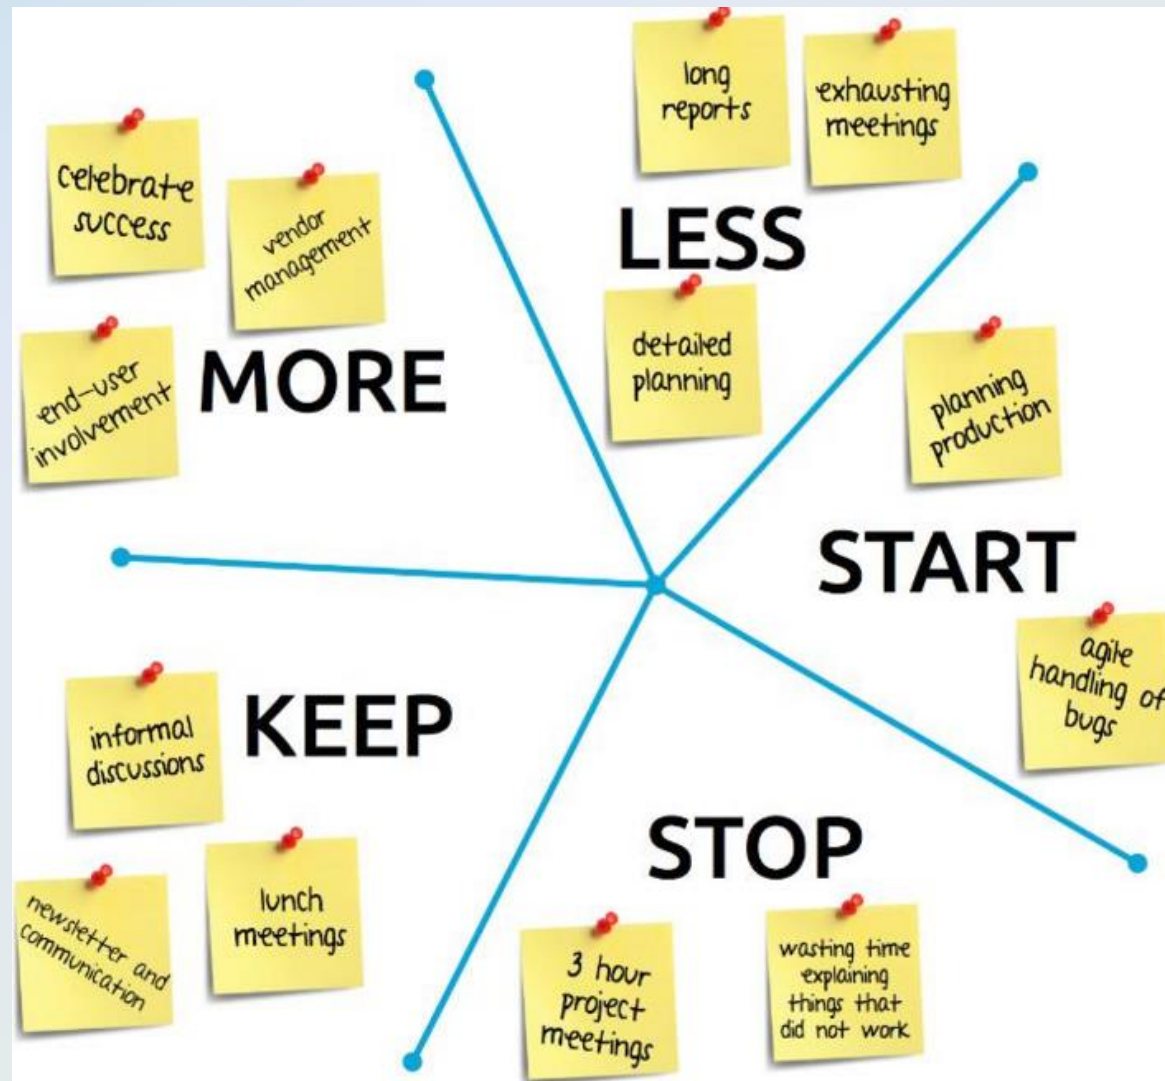 long
reports
exhausting
meetings
LESS
detailed
planning
celebrate
success
vendor
management
end-user
involvement
MORE
planning
production
START
agile
handling of
bugs
informal
discussions
KEEP
newsletter and
communication
lunch
meetings
STOP
3 hour
project
meetings
wasting time
explaining
things that
did not work